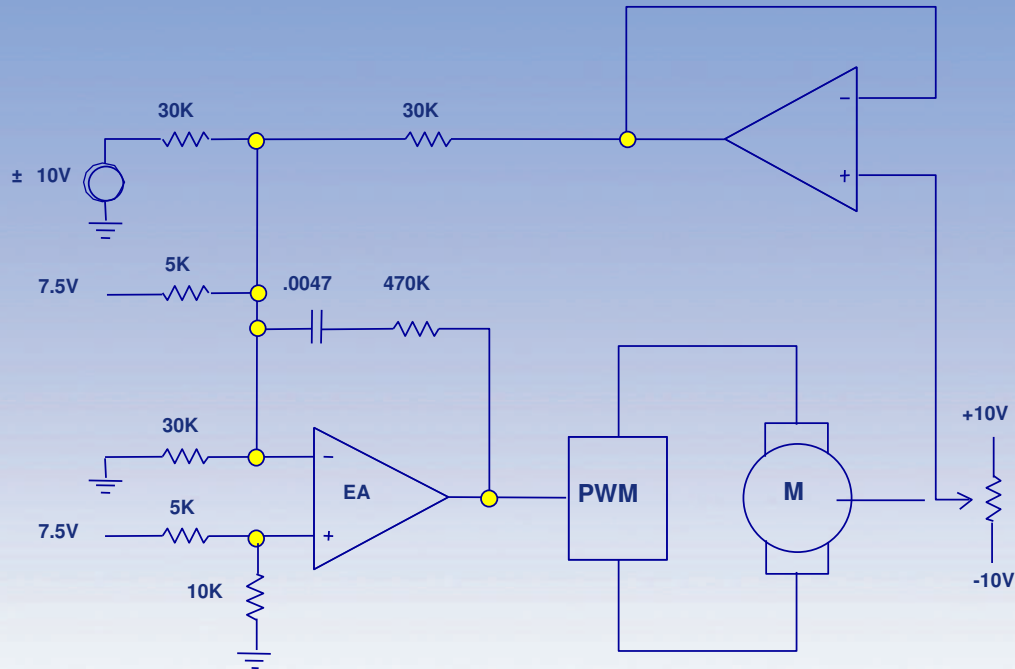 30K
30K
± 10V
-
+
5K
7.5V
.0047
470K
30K
-
EA
+
7.5V
5K
10K
PWM
M
+10V
-10V